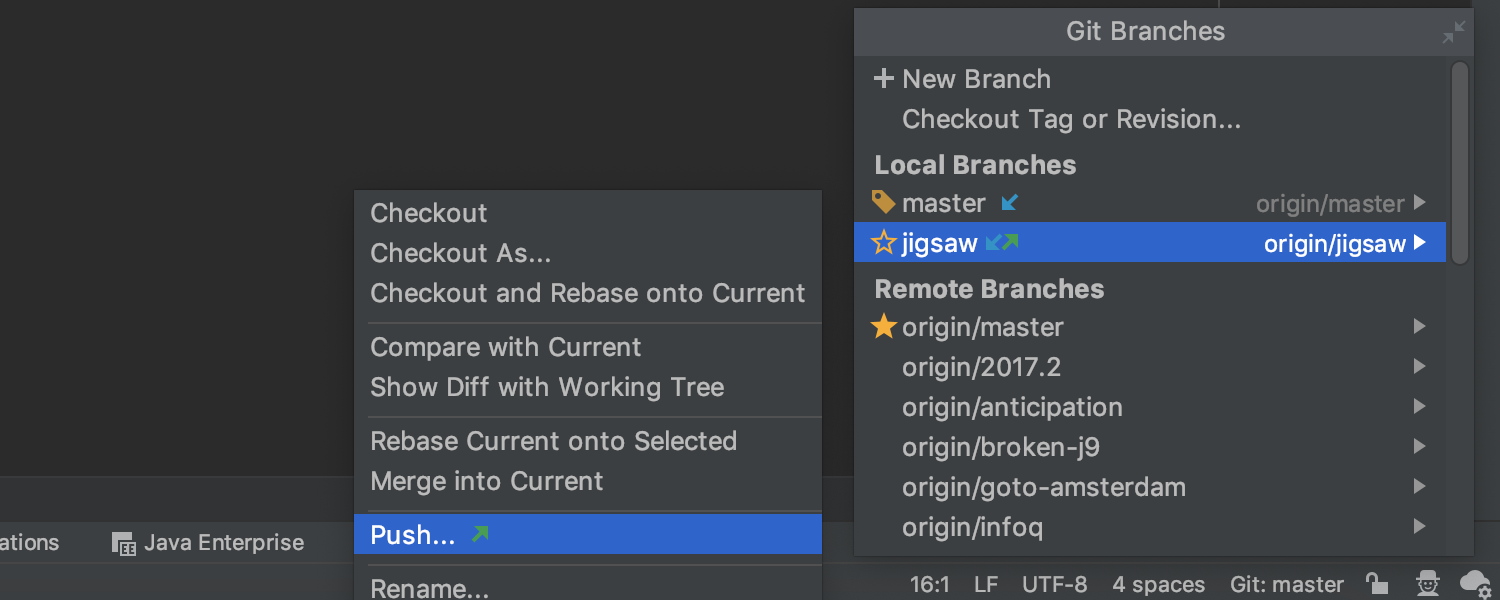 Git Branches
New Branch
Checkout Tag or Revision...
Local Branches
master origin/master
jigsaw origin/jigsaw
Remote Branches
origin/master
origin/2017.2
origin/anticipation
origin/broken-j9
origin/goto-amsterdam
origin/infoq
Checkout
Checkout As...
Checkout and Rebase onto Current
Compare with Current
Show Diff with Working Tree
Rebase Current onto Selected
Merge into Current
Push...
Rename...
ations Java Enterprise
16:1 LF UTF-8 4 spaces Git: master